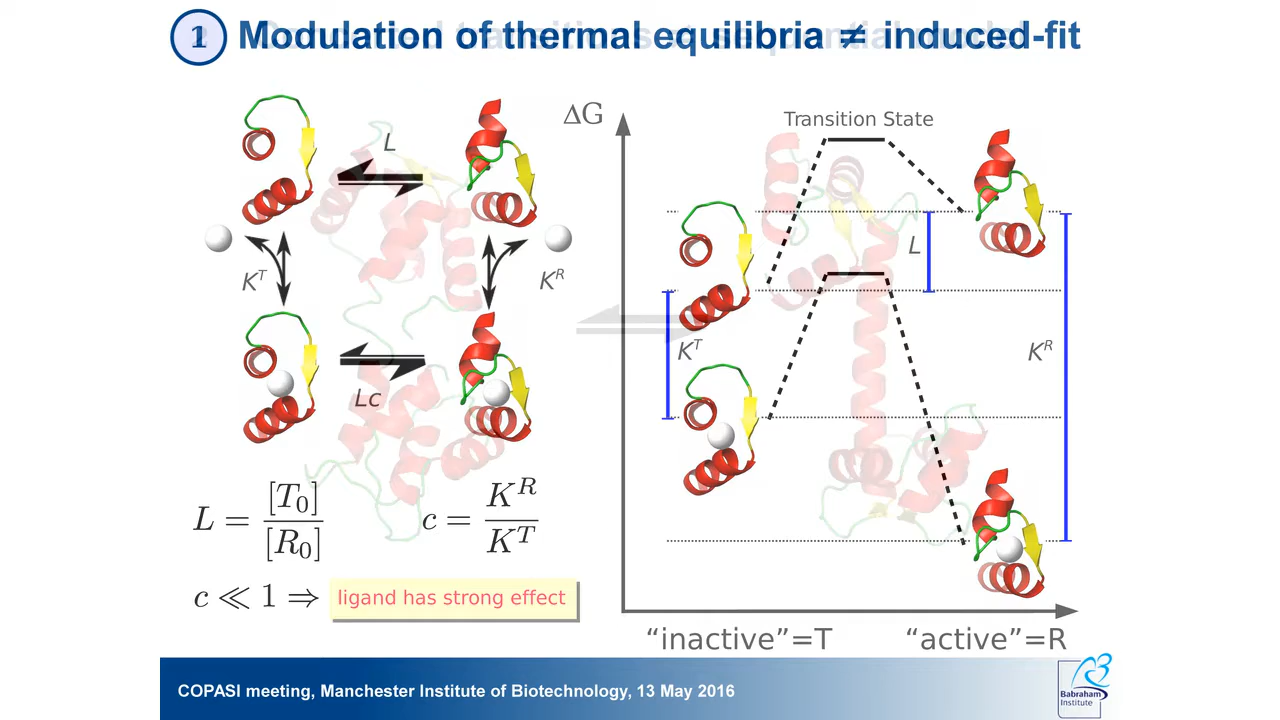 1 Modulation of thermal equilibria ≠ induced-fit
ΔG
Transition State
L
L
K^T
K^R
K^T
K^R
Lc
L = [T₀] / [R₀]
c = K^R / K^T
c ≪ 1 ⇒ ligand has strong effect
“inactive”=T “active”=R
COPASI meeting, Manchester Institute of Biotechnology, 13 May 2016
Babraham
Institute